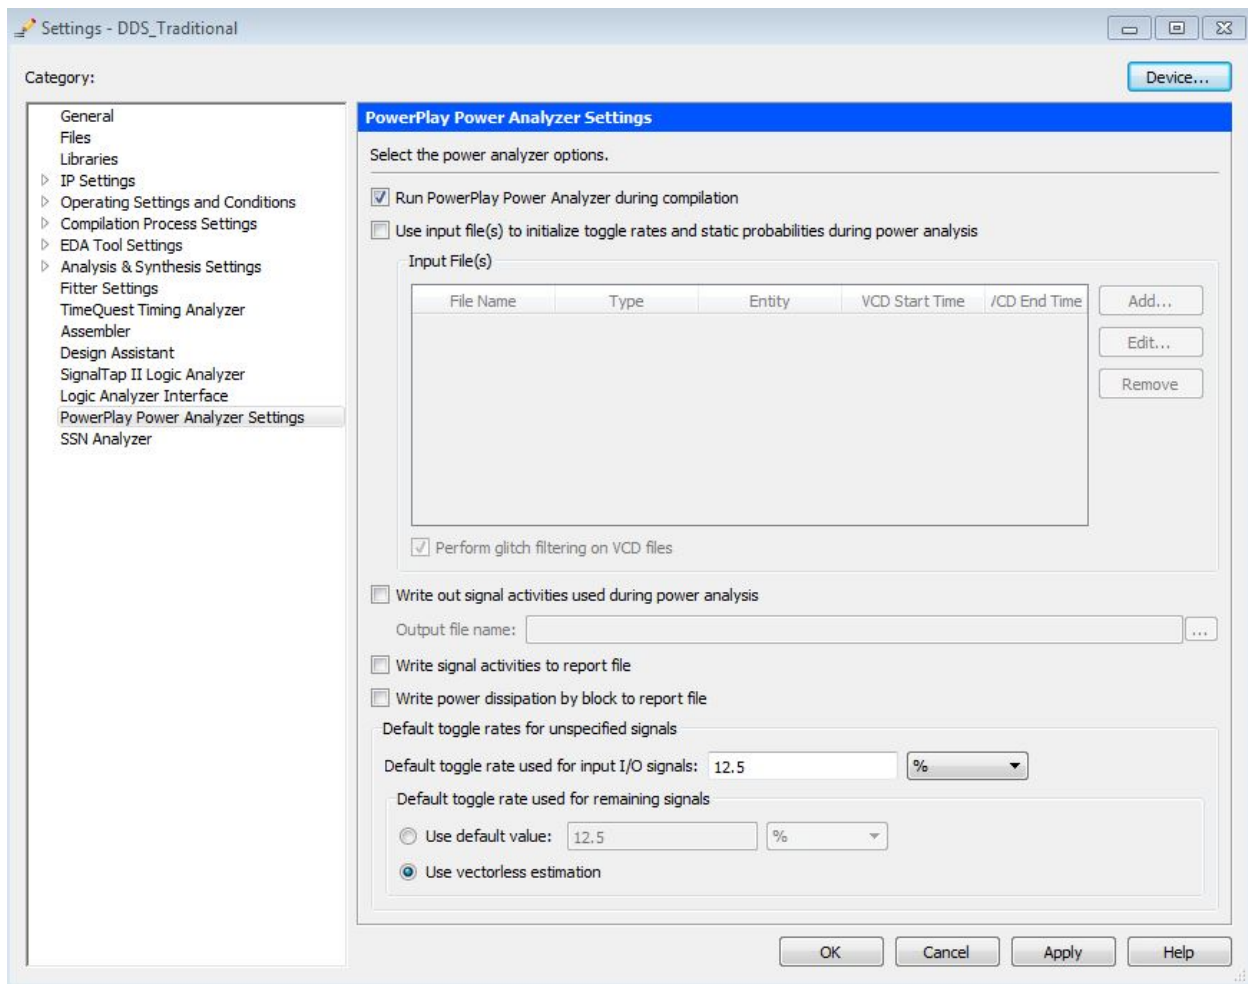 Settings - DDS_Traditional
Category:
Device...
General
Files
Libraries
IP Settings
Operating Settings and Conditions
Compilation Process Settings
EDA Tool Settings
Analysis & Synthesis Settings
Fitter Settings
TimeQuest Timing Analyzer
Assembler
Design Assistant
SignalTap II Logic Analyzer
Logic Analyzer Interface
PowerPlay Power Analyzer Settings
SSN Analyzer
PowerPlay Power Analyzer Settings
Select the power analyzer options.
Run PowerPlay Power Analyzer during compilation
Use input file(s) to initialize toggle rates and static probabilities during power analysis
Input File(s)
File Name Type Entity VCD Start Time /CD End Time
Add...
Edit...
Remove
Perform glitch filtering on VCD files
Write out signal activities used during power analysis
Output file name: ...
Write signal activities to report file
Write power dissipation by block to report file
Default toggle rates for unspecified signals
Default toggle rate used for input I/O signals: 12.5 %
Default toggle rate used for remaining signals
Use default value: 12.5 %
Use vectorless estimation
OK Cancel Apply Help